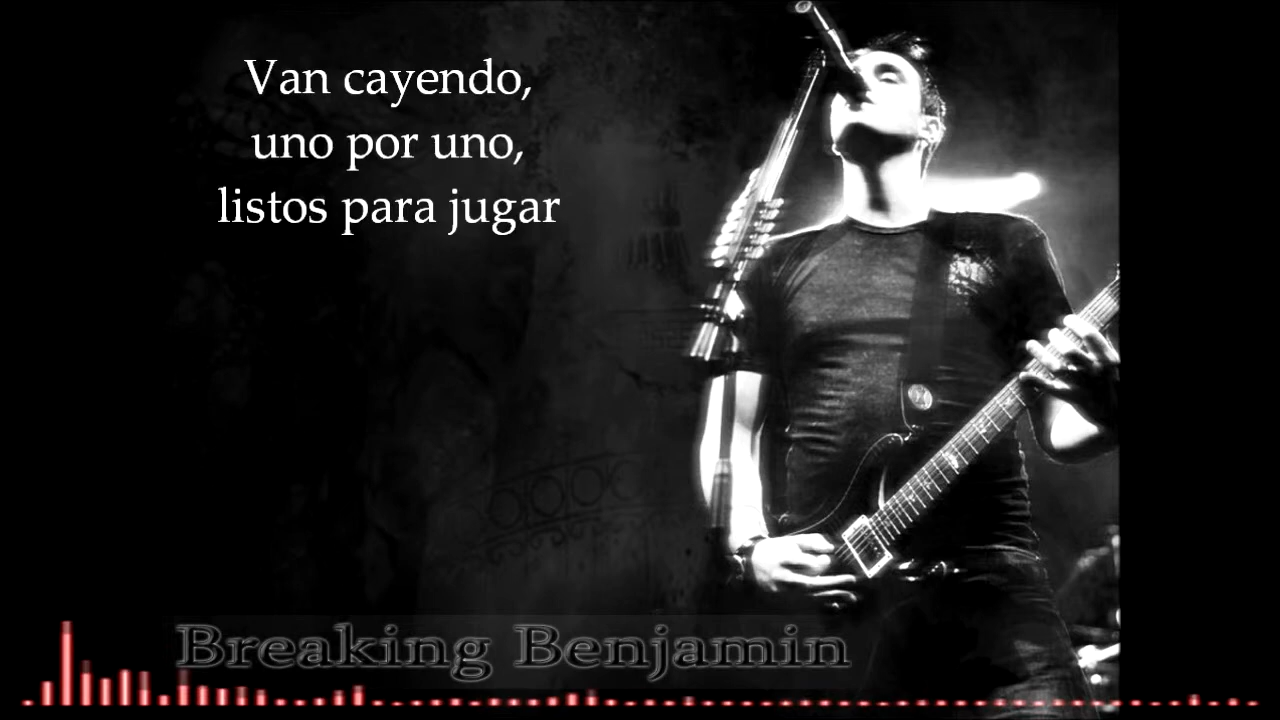 Van cayendo,
uno por uno,
listos para jugar
Breaking Benjamin